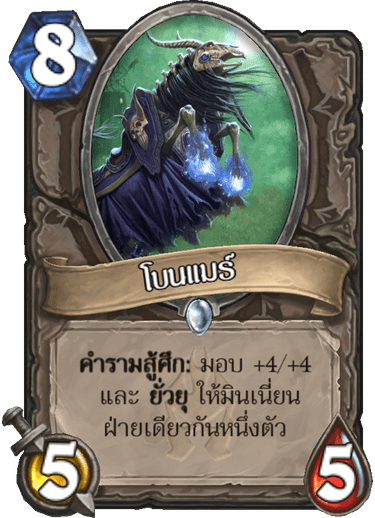 8
โบนแมร์
คำรามสู้ศึก: มอบ +4/+4
และ ยั่วยุ ให้มินเนี่ยน
ฝ่ายเดียวกันหนึ่งตัว
5
5